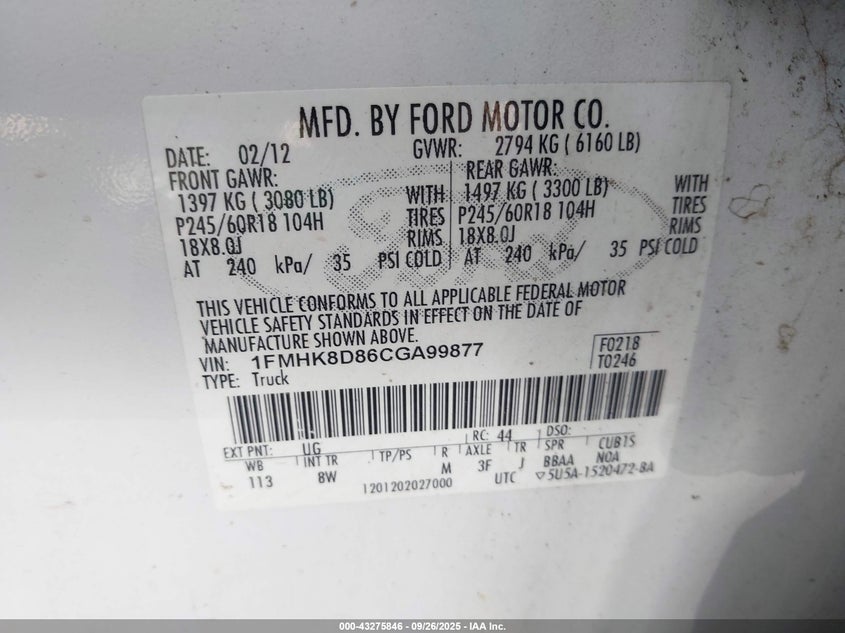 MFD. BY FORD MOTOR CO.
DATE: 02/12 GVWR: 2794 KG ( 6160 LB)
FRONT GAWR: REAR GAWR:
1397 KG ( 3080 LB) WITH 1497 KG ( 3300 LB) WITH
P245/60R18 104H TIRES P245/60R18 104H TIRES
18X8.0J RIMS 18X8.0J RIMS
AT 240 kPa/ 35 PSI COLD AT 240 kPa/ 35 PSI COLD
THIS VEHICLE CONFORMS TO ALL APPLICABLE FEDERAL MOTOR
VEHICLE SAFETY STANDARDS IN EFFECT ON THE DATE OF
MANUFACTURE SHOWN ABOVE.
VIN: 1FMHK8D86CGA99877 F0218
TYPE: Truck T0246
EXT PNT: UG RC: 44 DSO:
WB INT TR TP/PS R AXLE TR SPR CUBIS
113 8W M 3F J BBAA NOA
1201202027000 UTC ▽5U5A-1520472-BA
000-43275846 - 09/26/2025 - IAA Inc.